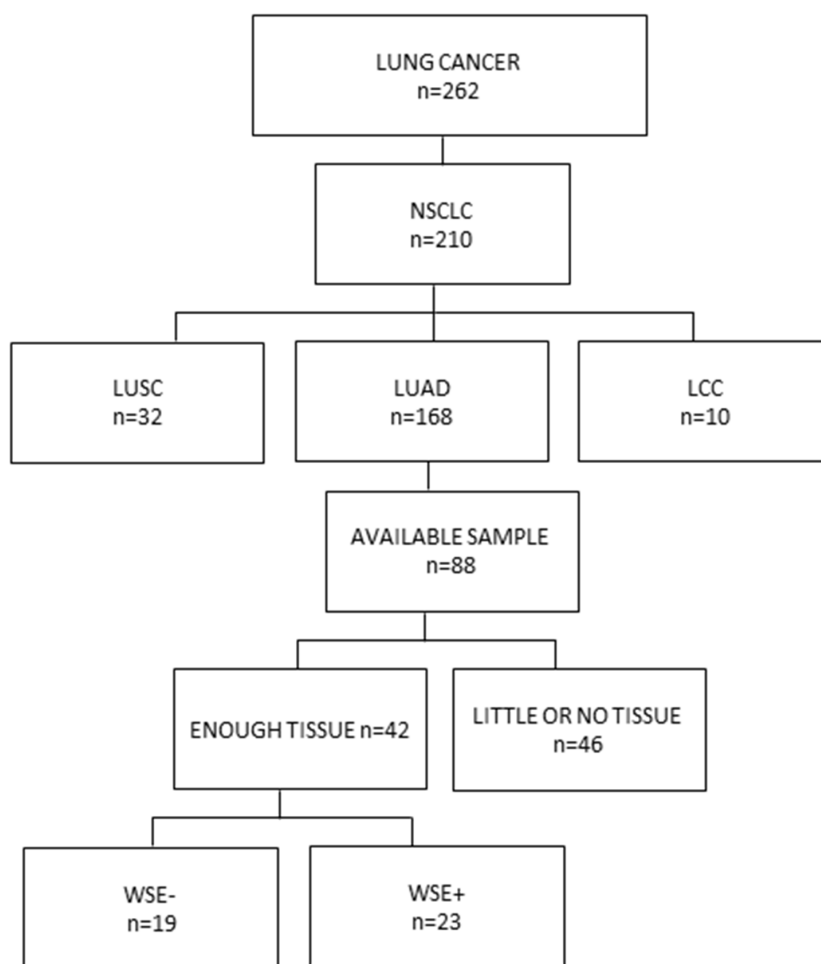 LUNG CANCER
n=262
NSCLC
n=210
LUSC
n=32
LUAD
n=168
LCC
n=10
AVAILABLE SAMPLE
n=88
ENOUGH TISSUE n=42
LITTLE OR NO TISSUE
n=46
WSE-
n=19
WSE+
n=23